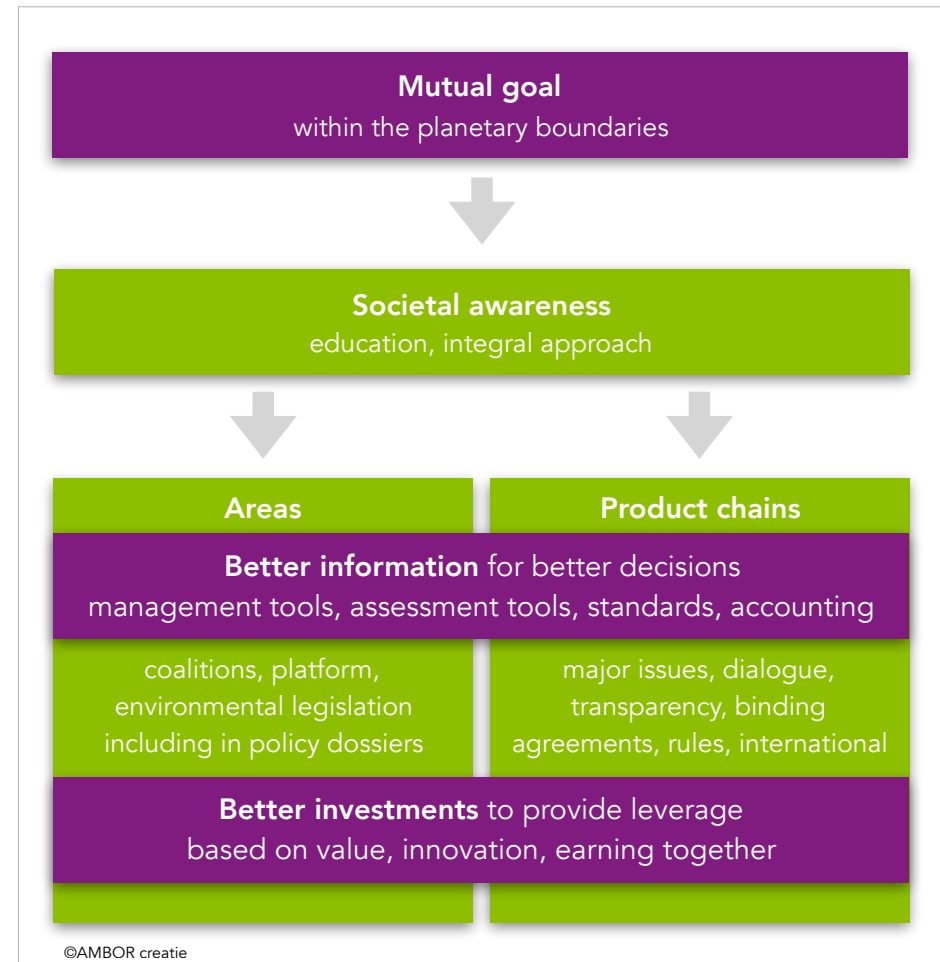 Mutual goal
within the planetary boundaries
Societal awareness
education, integral approach
Areas
Product chains
Better information for better decisions
management tools, assessment tools, standards, accounting
coalitions, platform,
environmental legislation
including in policy dossiers
major issues, dialogue,
transparency, binding
agreements, rules, international
Better investments to provide leverage
based on value, innovation, earning together
©AMBOR creatie